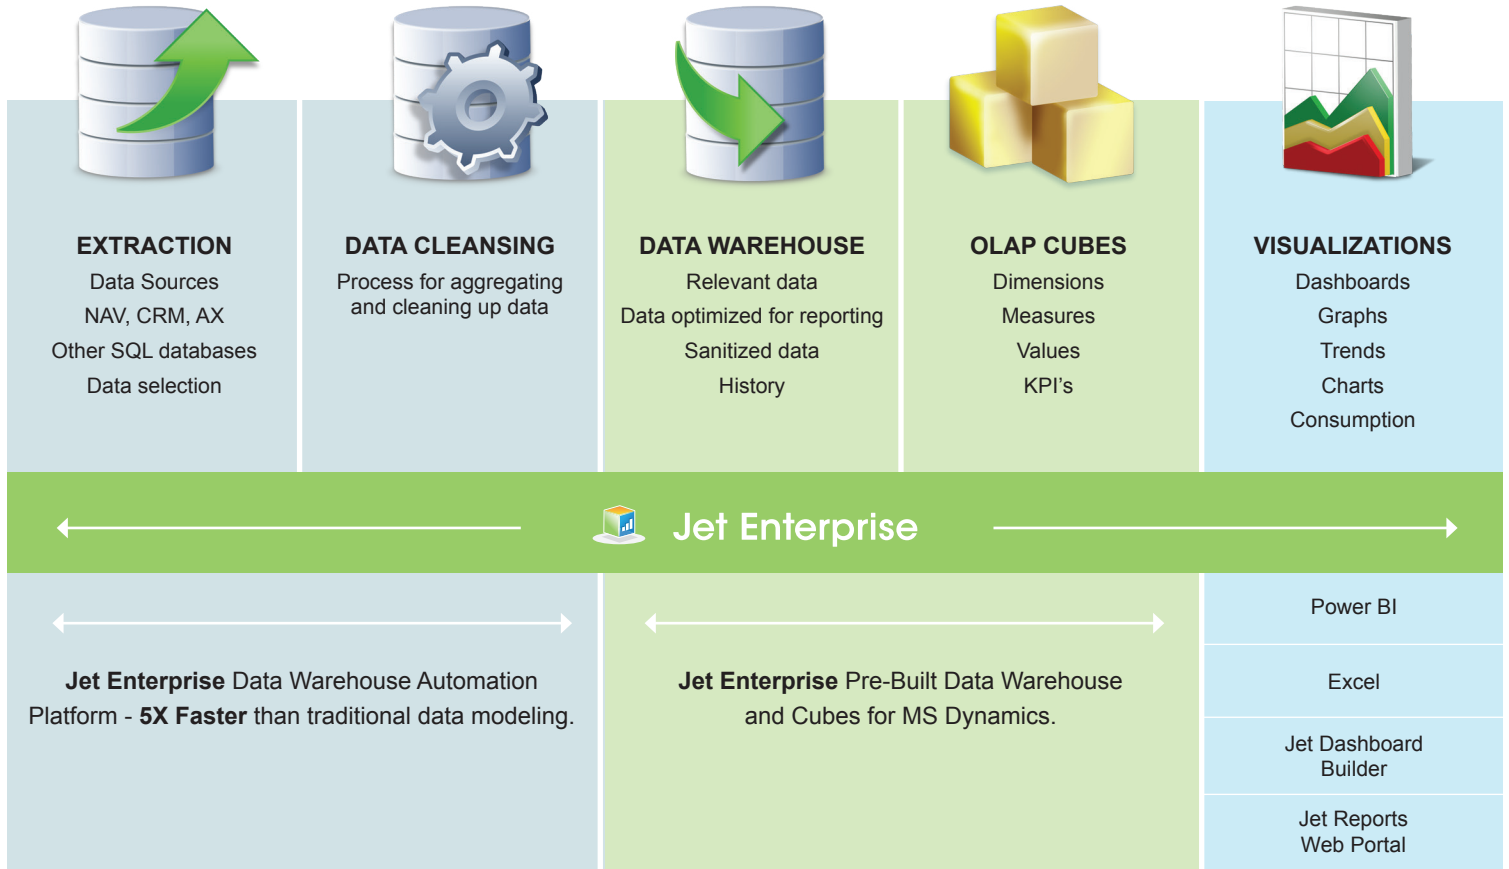 EXTRACTION
Data Sources
NAV, CRM, AX
Other SQL databases
Data selection
DATA CLEANSING
Process for aggregating
and cleaning up data
DATA WAREHOUSE
Relevant data
Data optimized for reporting
Sanitized data
History
OLAP CUBES
Dimensions
Measures
Values
KPI's
VISUALIZATIONS
Dashboards
Graphs
Trends
Charts
Consumption
Jet Enterprise
Jet Enterprise Data Warehouse Automation
Platform - 5X Faster than traditional data modeling.
Jet Enterprise Pre-Built Data Warehouse
and Cubes for MS Dynamics.
Power BI
Excel
Jet Dashboard
Builder
Jet Reports
Web Portal